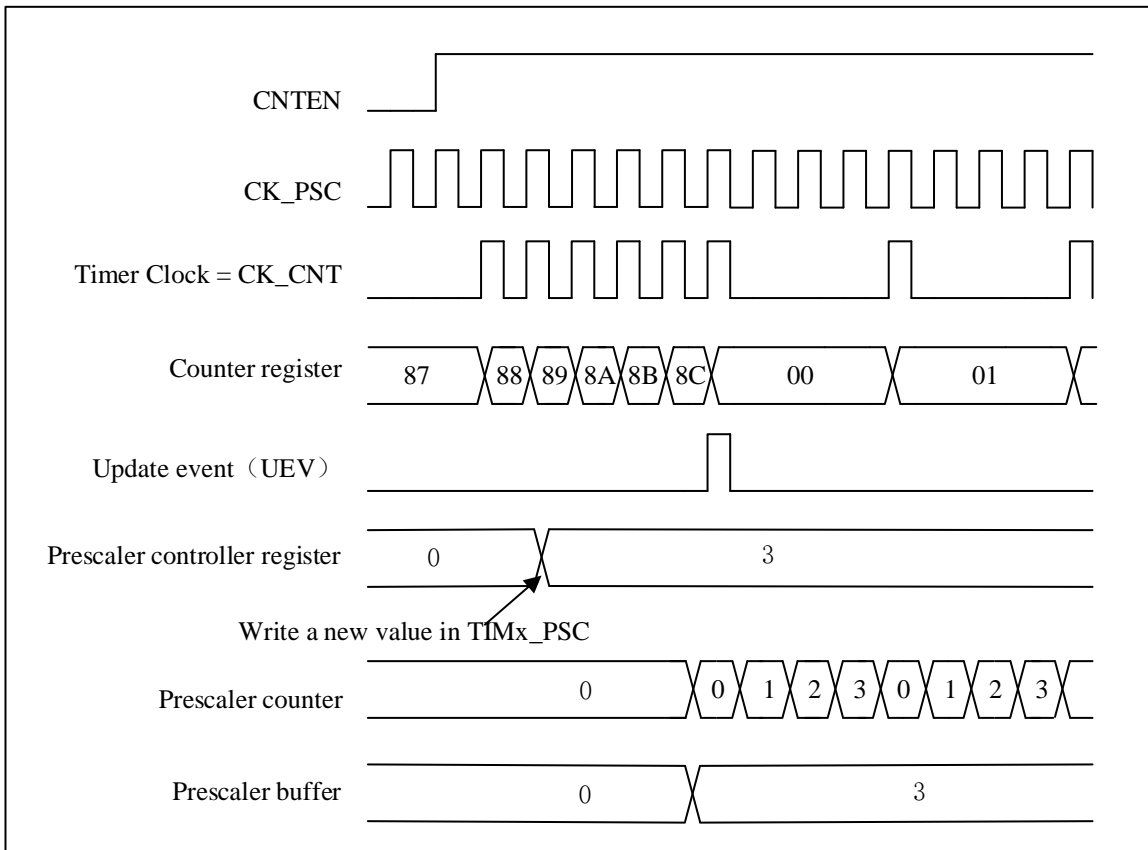 CNTEN
CK_PSC
Timer Clock = CK_CNT
Counter register 87 88 89 8A 8B 8C 00 01
Update event（UEV）
Prescaler controller register 0 3
Write a new value in TIMx_PSC
Prescaler counter 0 0 1 2 3 0 1 2 3
Prescaler buffer 0 3